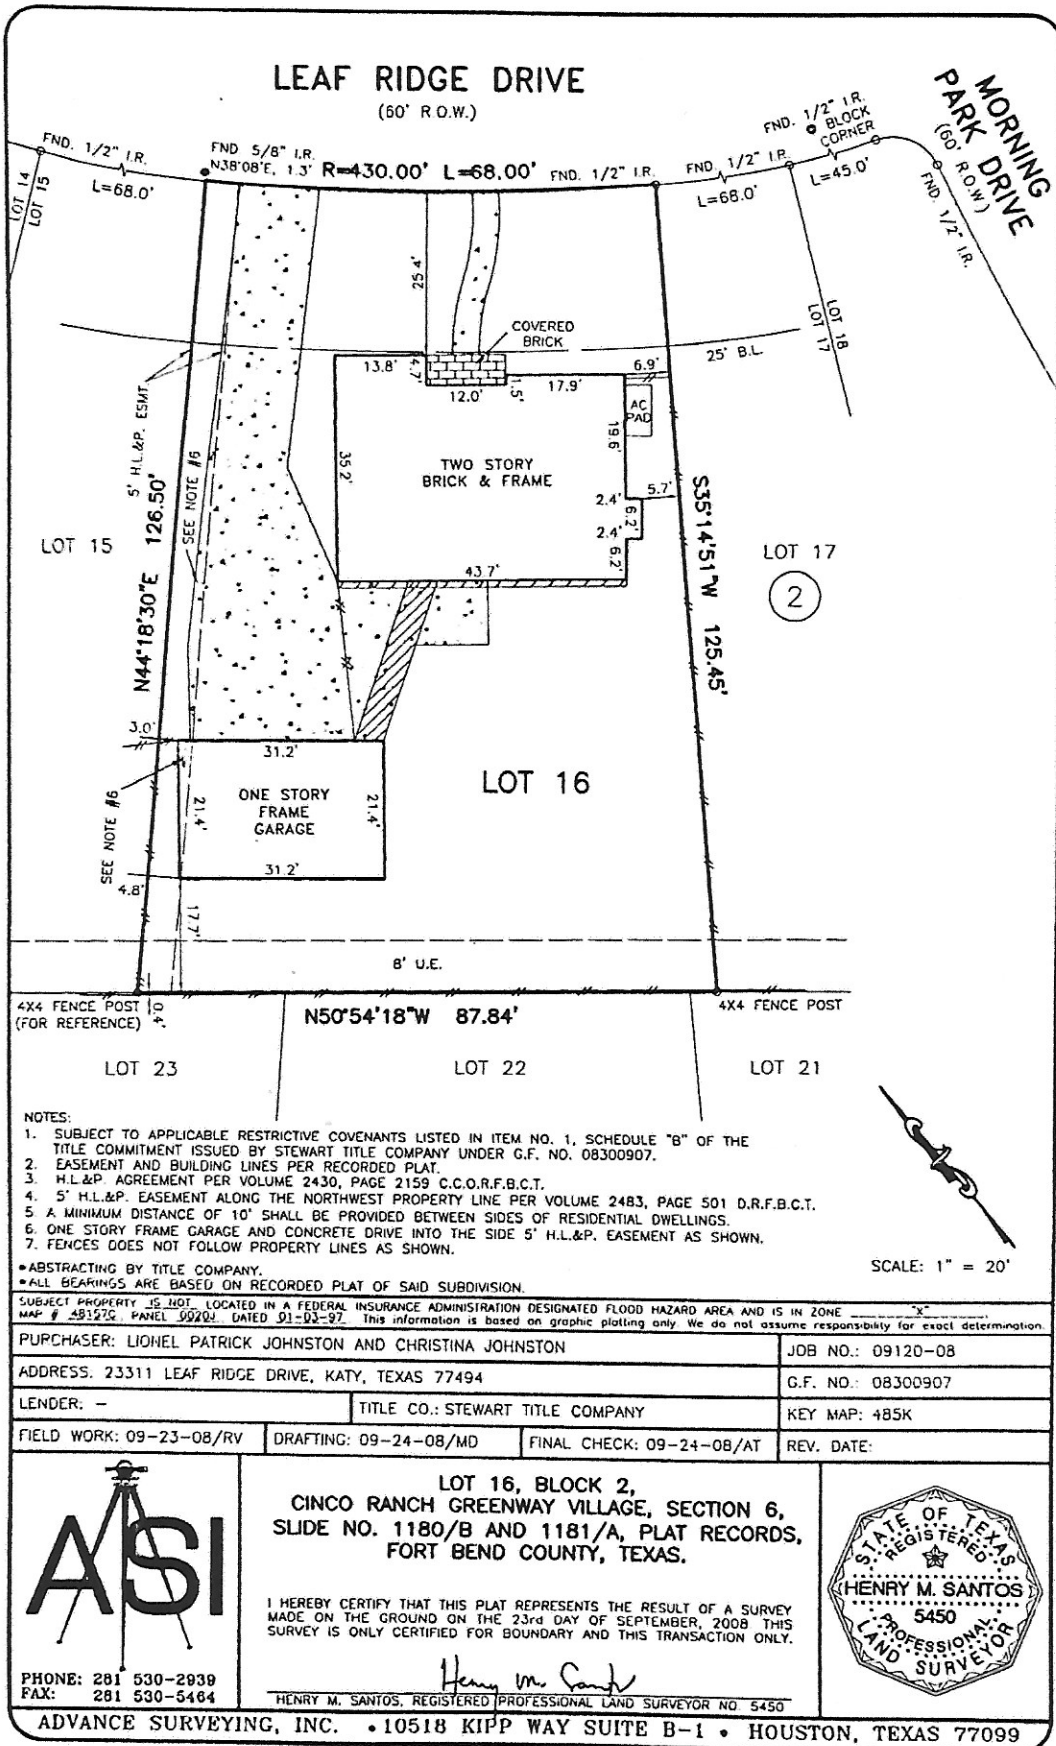 LEAF RIDGE DRIVE
(60' R.O.W.)
MORNING
PARK DRIVE
(60' R.O.W.)
FND. 1/2" I.R.
L=68.0'
LOT 14
LOT 15
FND 5/8" I.R.
N38°08'E, 1.3'
R=430.00' L=68.00'
FND. 1/2" I.R.
FND. 1/2" I.R.
L=68.0'
FND. 1/2" I.R.
BLOCK
CORNER
L=45.0'
FND. 1/2" I.R.
LOT 18
LOT 17
25.4'
COVERED
BRICK
25' B.L.
13.8'
4.7'
12.0'
1.5'
17.9'
6.9'
AC
PAD
19.6'
35.2'
TWO STORY
BRICK & FRAME
2.4'
5.7'
6.2'
2.4'
6.2'
43.7'
5' H.L.&P. ESMT.
SEE NOTE #6
N44°18'30"E 126.50'
S35°14'51"W 125.45'
LOT 15
LOT 17
2
3.0'
31.2'
LOT 16
21.4'
ONE STORY
FRAME
GARAGE
21.4'
SEE NOTE #6
31.2'
4.8'
17.7'
8' U.E.
4X4 FENCE POST
(FOR REFERENCE)
0.4'
N50°54'18"W 87.84'
4X4 FENCE POST
LOT 23
LOT 22
LOT 21
NOTES:
1. SUBJECT TO APPLICABLE RESTRICTIVE COVENANTS LISTED IN ITEM NO. 1, SCHEDULE "B" OF THE
TITLE COMMITMENT ISSUED BY STEWART TITLE COMPANY UNDER G.F. NO. 08300907.
2. EASEMENT AND BUILDING LINES PER RECORDED PLAT.
3. H.L.&P. AGREEMENT PER VOLUME 2430, PAGE 2159 C.C.O.R.F.B.C.T.
4. 5' H.L.&P. EASEMENT ALONG THE NORTHWEST PROPERTY LINE PER VOLUME 2483, PAGE 501 D.R.F.B.C.T.
5. A MINIMUM DISTANCE OF 10' SHALL BE PROVIDED BETWEEN SIDES OF RESIDENTIAL DWELLINGS.
6. ONE STORY FRAME GARAGE AND CONCRETE DRIVE INTO THE SIDE 5' H.L.&P. EASEMENT AS SHOWN.
7. FENCES DOES NOT FOLLOW PROPERTY LINES AS SHOWN.
•ABSTRACTING BY TITLE COMPANY.
•ALL BEARINGS ARE BASED ON RECORDED PLAT OF SAID SUBDIVISION.
SCALE: 1" = 20'
SUBJECT PROPERTY IS NOT LOCATED IN A FEDERAL INSURANCE ADMINISTRATION DESIGNATED FLOOD HAZARD AREA AND IS IN ZONE "X"
MAP # 48157C PANEL 0020J DATED 01-03-97 This information is based on graphic plotting only. We do not assume responsibility for exact determination.
PURCHASER: LIONEL PATRICK JOHNSTON AND CHRISTINA JOHNSTON
JOB NO.: 09120-08
ADDRESS. 23311 LEAF RIDGE DRIVE, KATY, TEXAS 77494
G.F. NO.: 08300907
LENDER: –
TITLE CO.: STEWART TITLE COMPANY
KEY MAP: 485K
FIELD WORK: 09-23-08/RV
DRAFTING: 09-24-08/MD
FINAL CHECK: 09-24-08/AT
REV. DATE:
ASI
PHONE: 281 530-2939
FAX: 281 530-5464
LOT 16, BLOCK 2,
CINCO RANCH GREENWAY VILLAGE, SECTION 6,
SLIDE NO. 1180/B AND 1181/A, PLAT RECORDS,
FORT BEND COUNTY, TEXAS.
I HEREBY CERTIFY THAT THIS PLAT REPRESENTS THE RESULT OF A SURVEY
MADE ON THE GROUND ON THE 23rd DAY OF SEPTEMBER, 2008 THIS
SURVEY IS ONLY CERTIFIED FOR BOUNDARY AND THIS TRANSACTION ONLY.
Henry M. Santos
HENRY M. SANTOS, REGISTERED PROFESSIONAL LAND SURVEYOR NO. 5450
STATE OF TEXAS
REGISTERED
HENRY M. SANTOS
5450
PROFESSIONAL
LAND SURVEYOR
ADVANCE SURVEYING, INC. • 10518 KIPP WAY SUITE B-1 • HOUSTON, TEXAS 77099